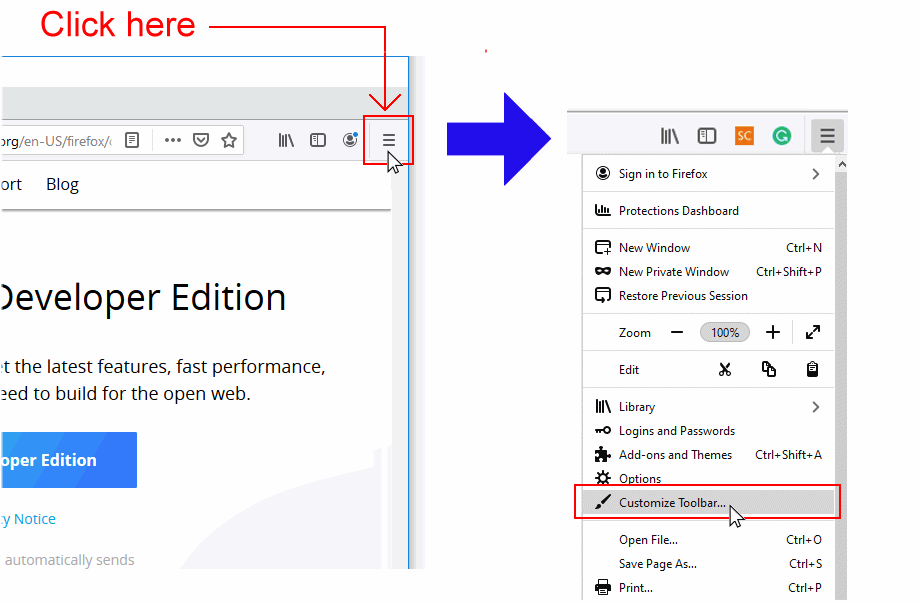 Click here
org/en-US/firefox/
ort Blog
Developer Edition
et the latest features, fast performance,
eed to build for the open web.
oper Edition
cy Notice
automatically sends
SC
Sign in to Firefox
Protections Dashboard
New Window Ctrl+N
New Private Window Ctrl+Shift+P
Restore Previous Session
Zoom 100%
Edit
Library
Logins and Passwords
Add-ons and Themes Ctrl+Shift+A
Options
Customize Toolbar...
Open File... Ctrl+O
Save Page As... Ctrl+S
Print... Ctrl+P